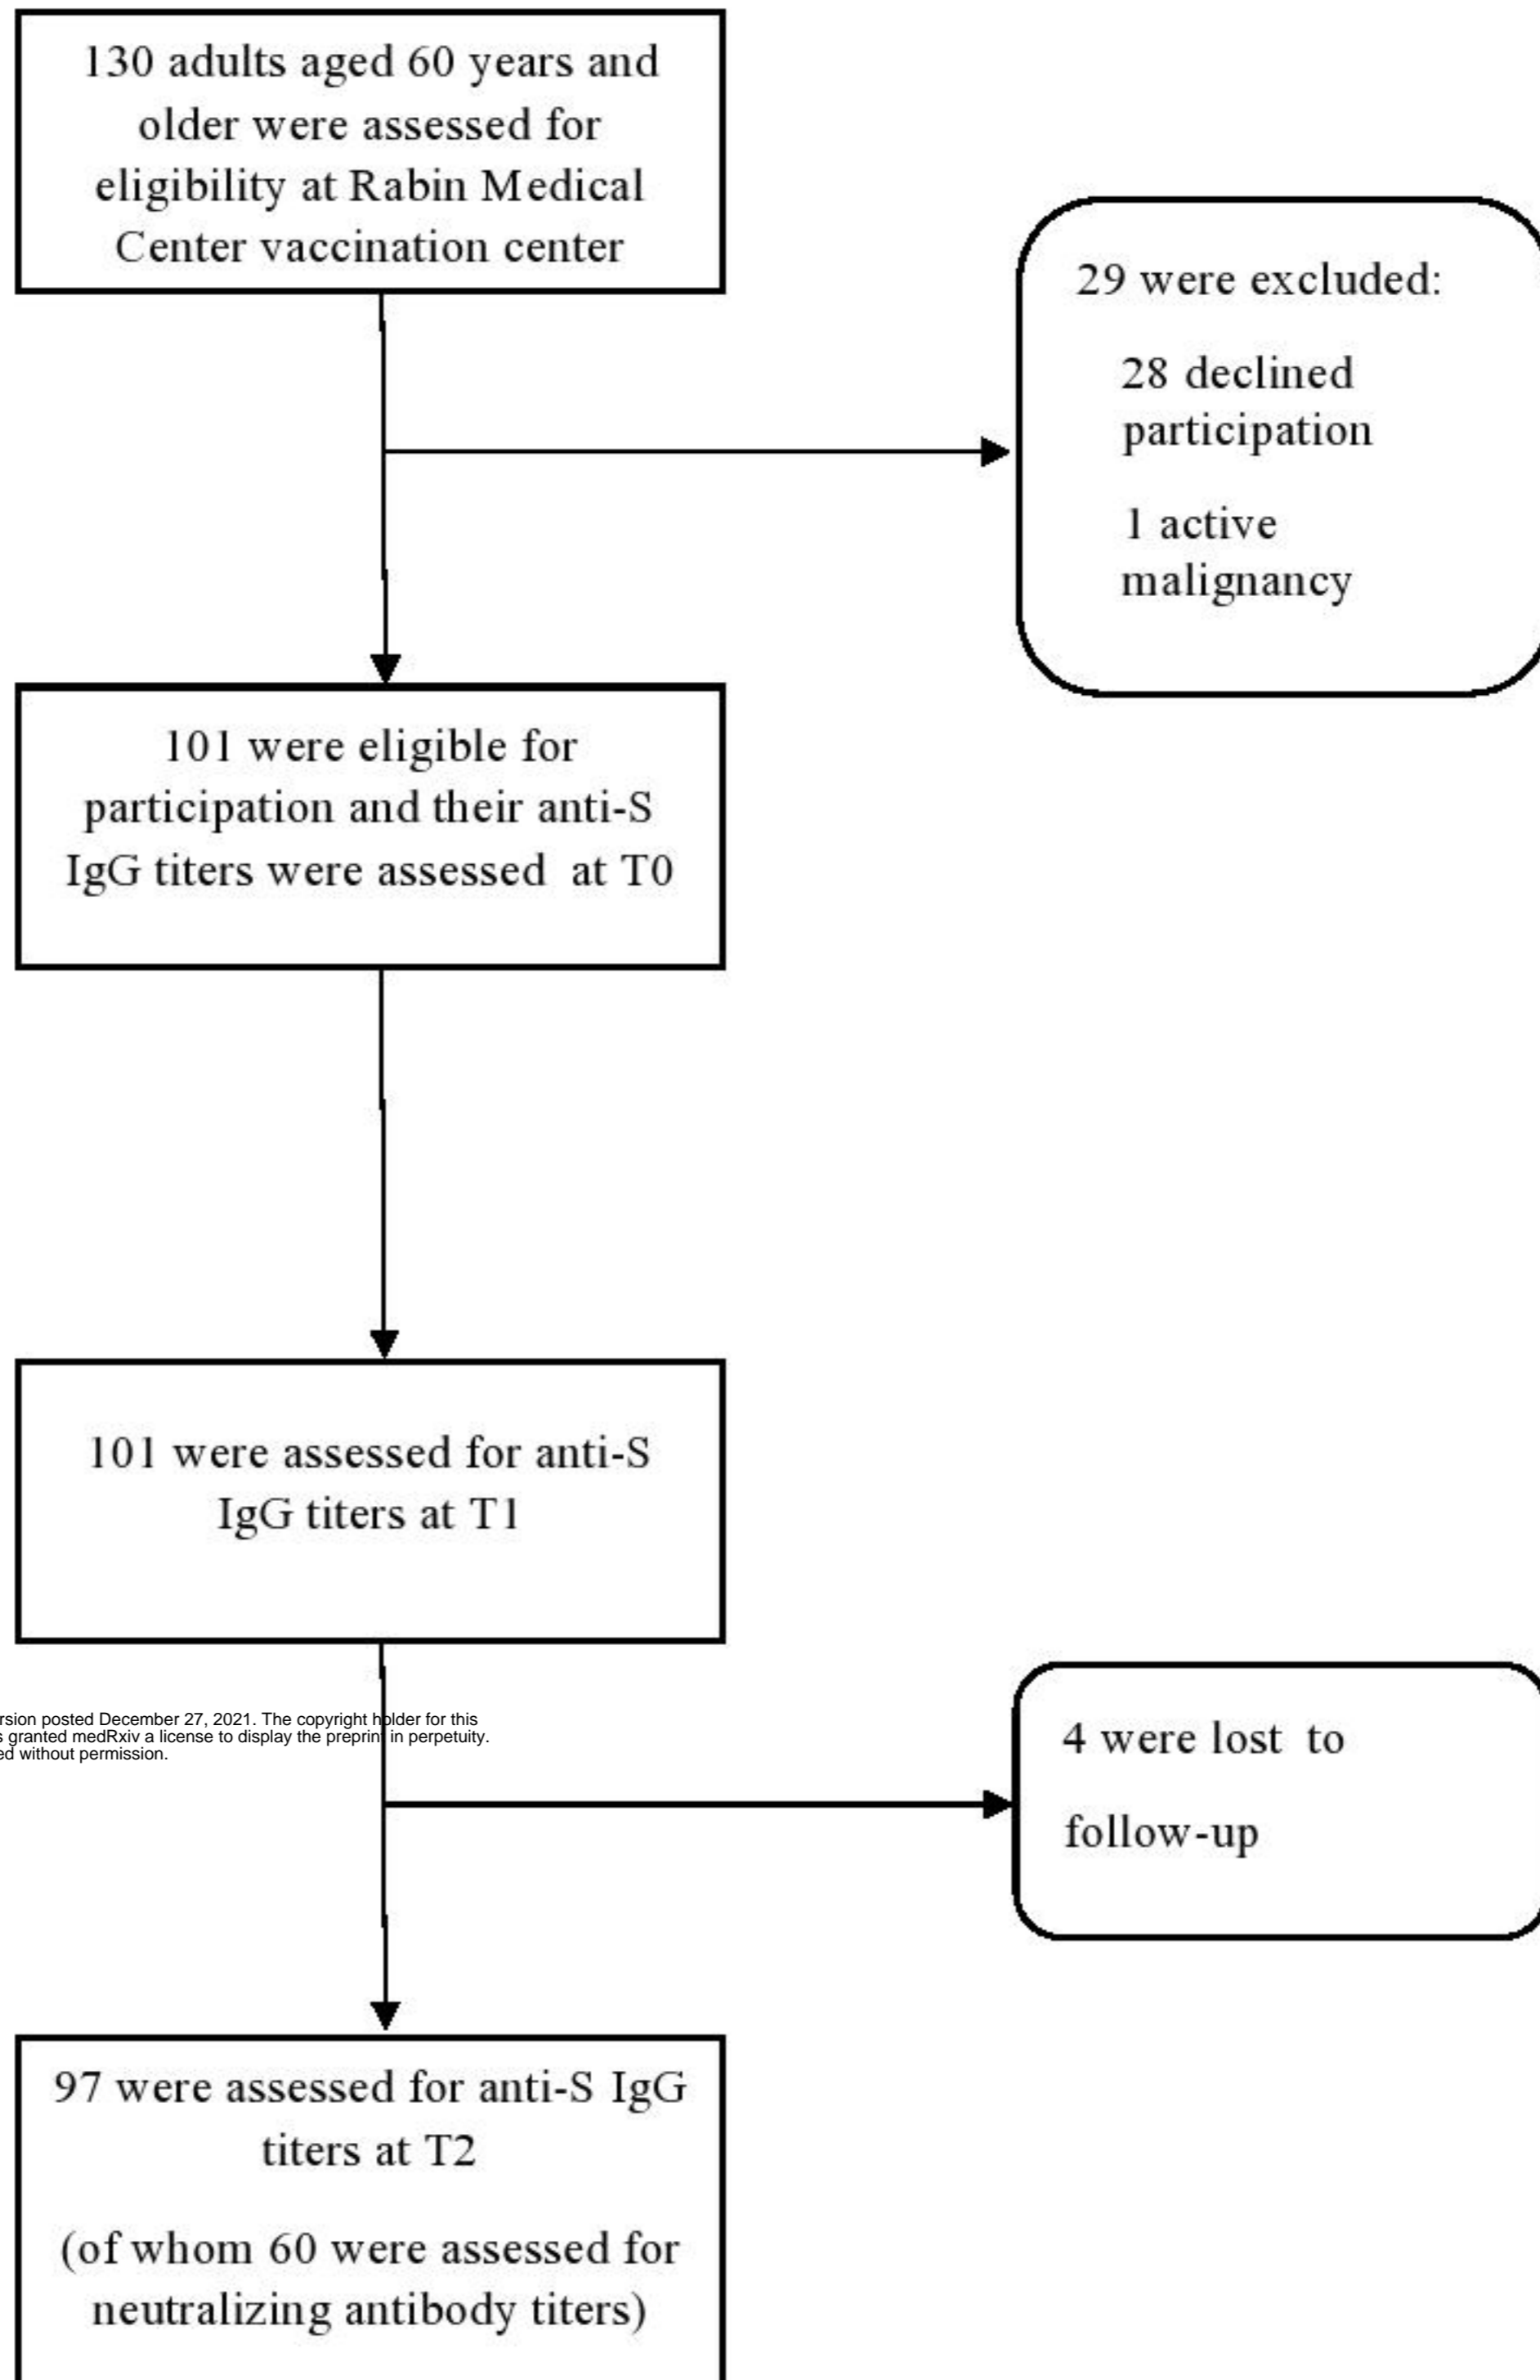 130 adults aged 60 years and
older were assessed for
eligibility at Rabin Medical
Center vaccination center
29 were excluded:
28 declined
participation
1 active
malignancy
101 were eligible for
participation and their anti-S
IgG titers were assessed at T0
101 were assessed for anti-S
IgG titers at T1
posted December 27, 2021. The copyright holder for this
granted medRxiv a license to display the preprint in perpetuity.
without permission.
4 were lost to
follow-up
97 were assessed for anti-S IgG
titers at T2
(of whom 60 were assessed for
neutralizing antibody titers)